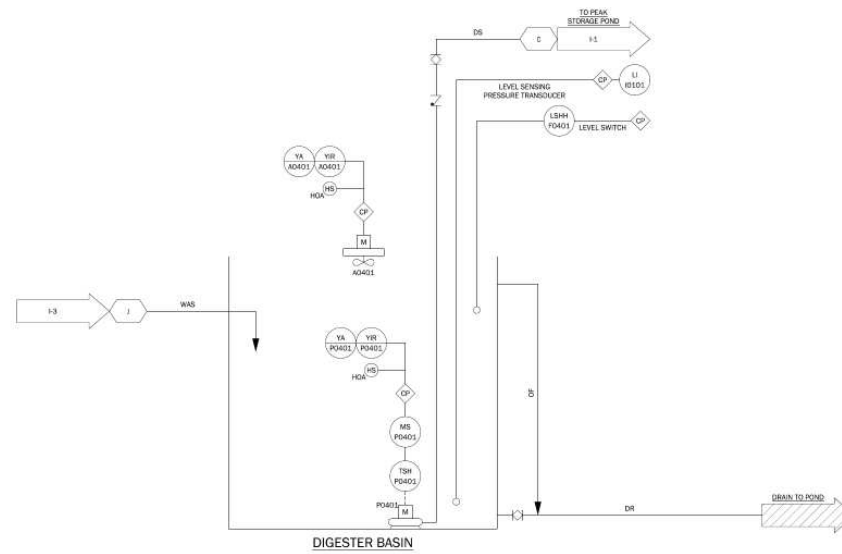 TO PEAK
STORAGE POND
DS
C
I-1
LEVEL SENSING
PRESSURE TRANSDUCER
CP
LI
I0101
LSHH
F0401
LEVEL SWITCH
CP
YA
A0401
YIR
A0401
HS
HOA
CP
M
A0401
I-3
J
WAS
YA
P0401
YIR
P0401
HS
HOA
CP
MS
P0401
TSH
P0401
P0401
M
OF
DRAIN TO POND
DR
DIGESTER BASIN